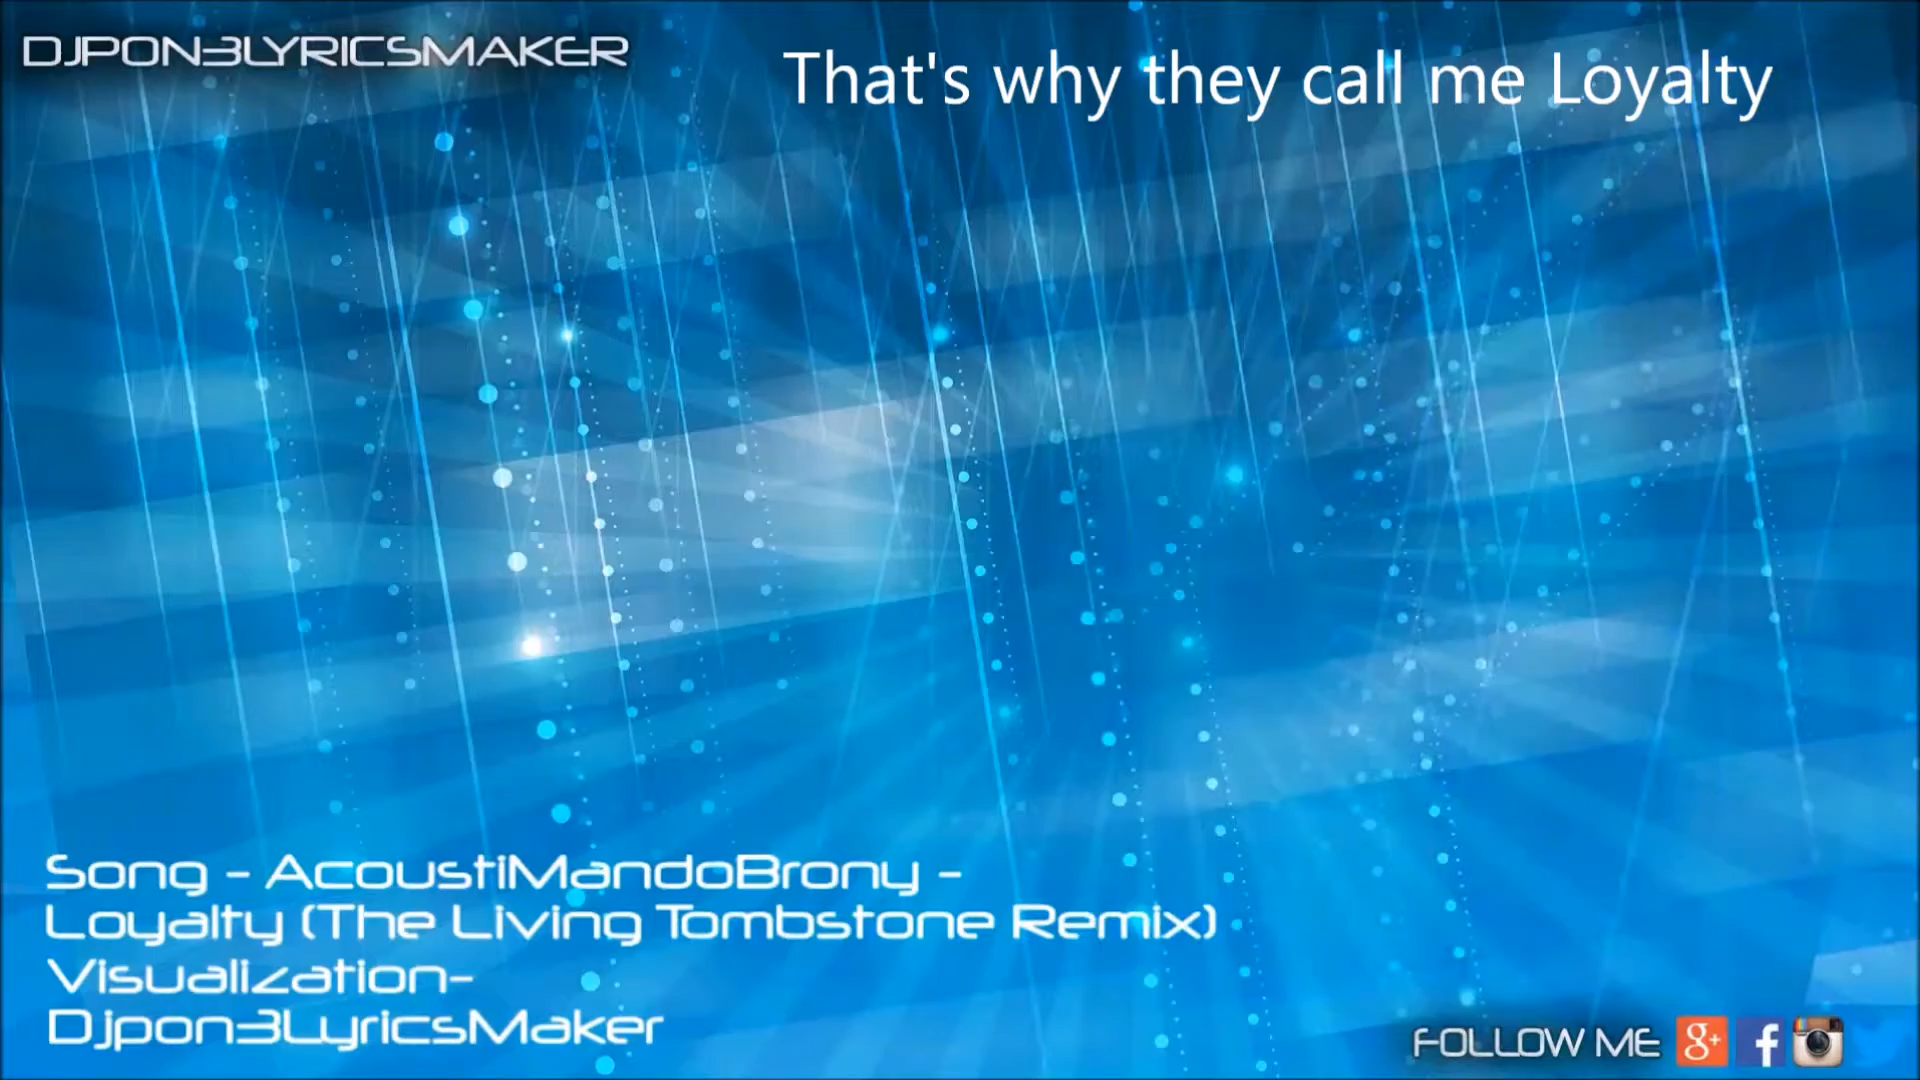 DJPON3LYRICSMAKER
That's why they call me Loyalty
Song - AcoustiMandoBrony -
Loyalty (The Living Tombstone Remix)
Visualization-
Djpon3LyricsMaker
FOLLOW ME g+ f